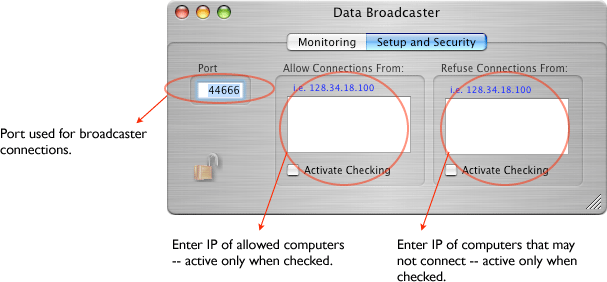 Data Broadcaster
Monitoring
Setup and Security
Port
44666
Allow Connections From:
i.e. 128.34.18.100
Activate Checking
Refuse Connections From:
i.e. 128.34.18.100
Activate Checking
Port used for broadcaster
connections.
Enter IP of allowed computers
-- active only when checked.
Enter IP of computers that may
not connect -- active only when
checked.